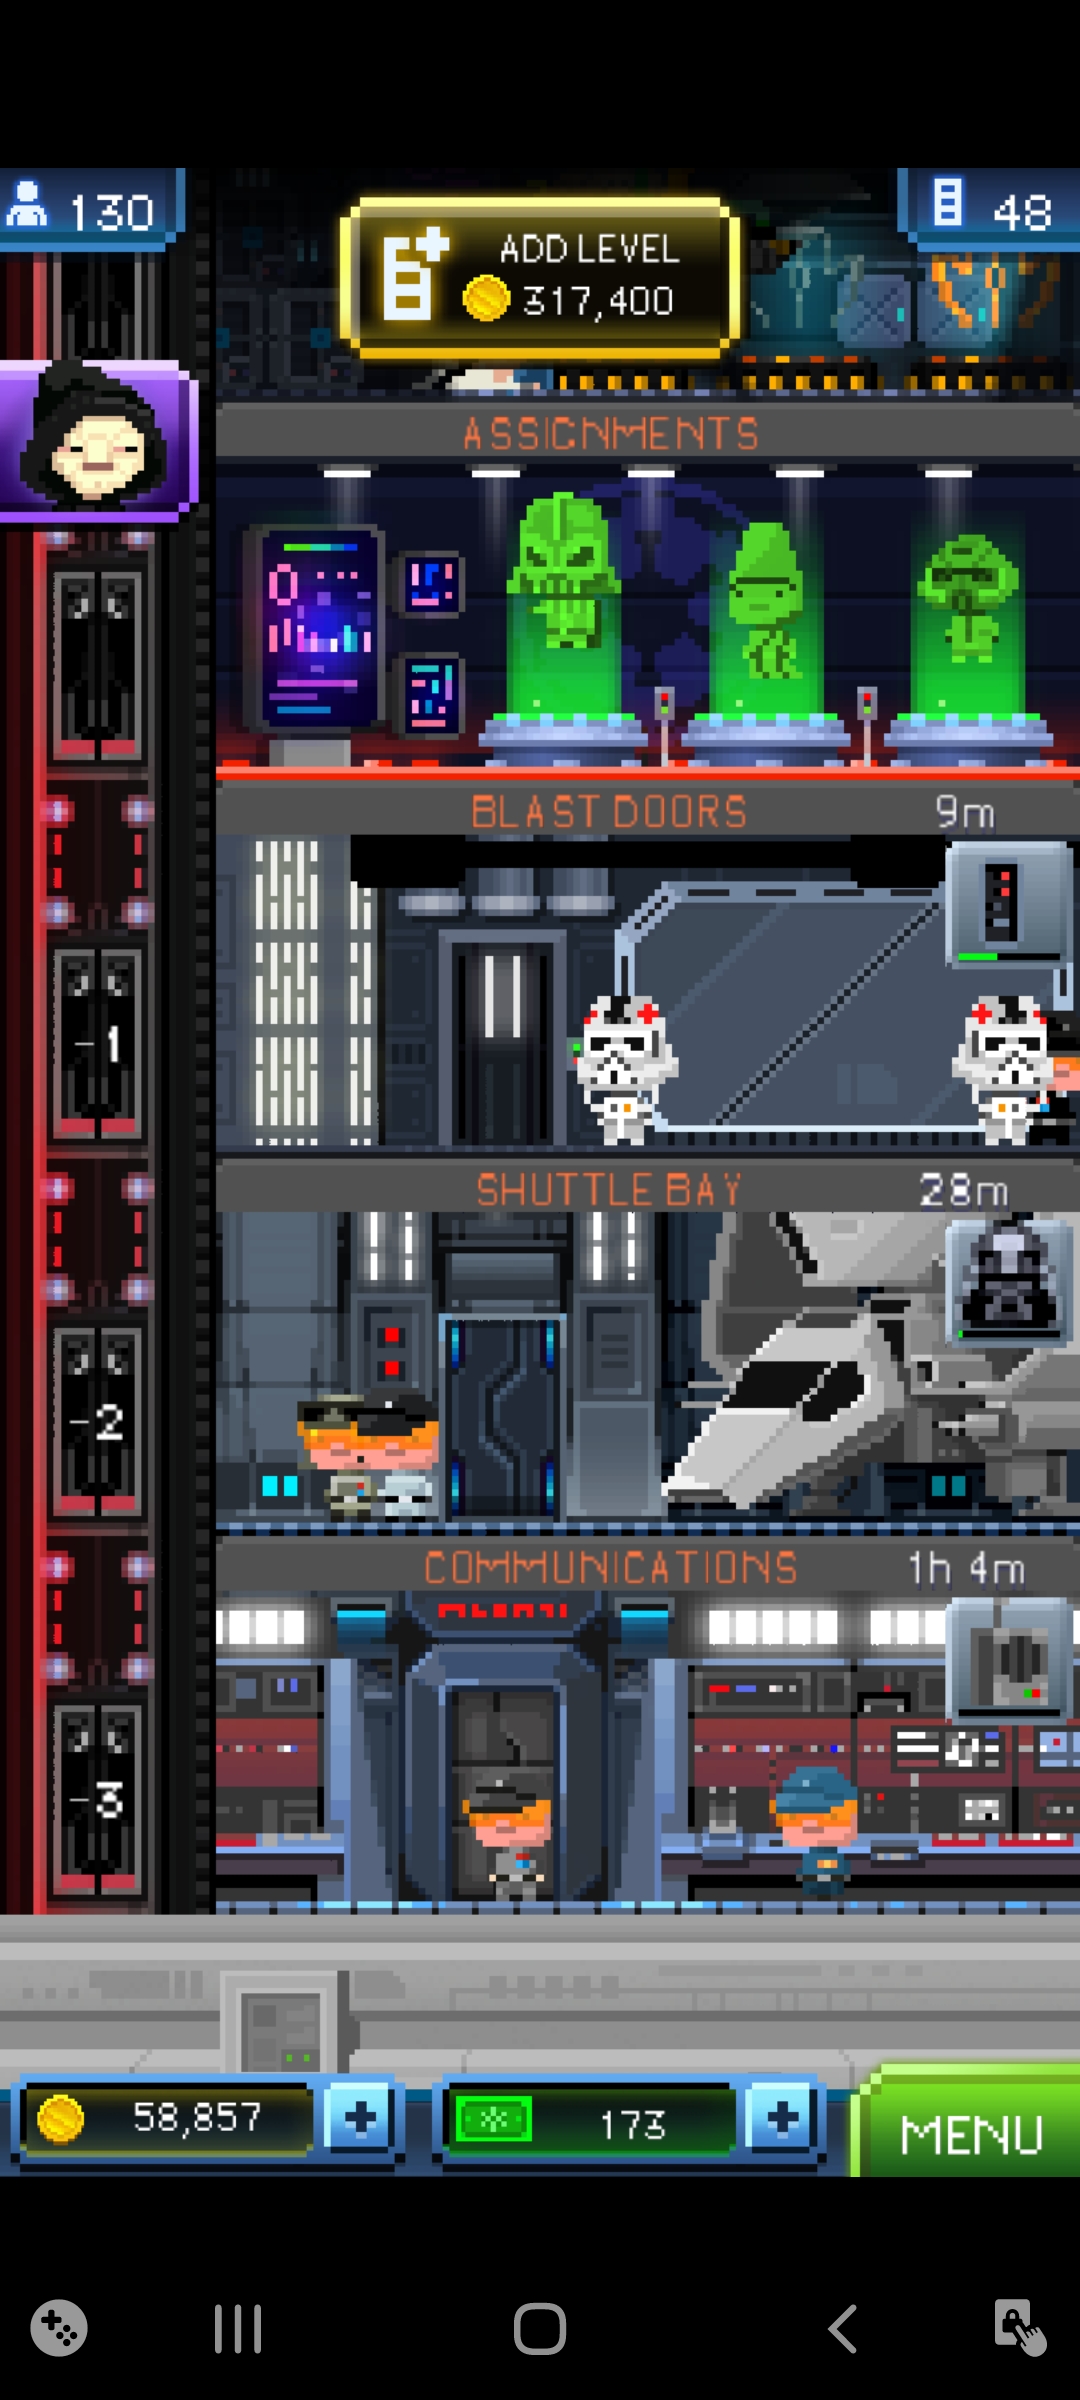 130
ADD LEVEL
317,400
48
ASSIGNMENTS
BLAST DOORS 9m
-1
SHUTTLE BAY 28m
-2
COMMUNICATIONS 1h 4m
-3
58,857
173
MENU